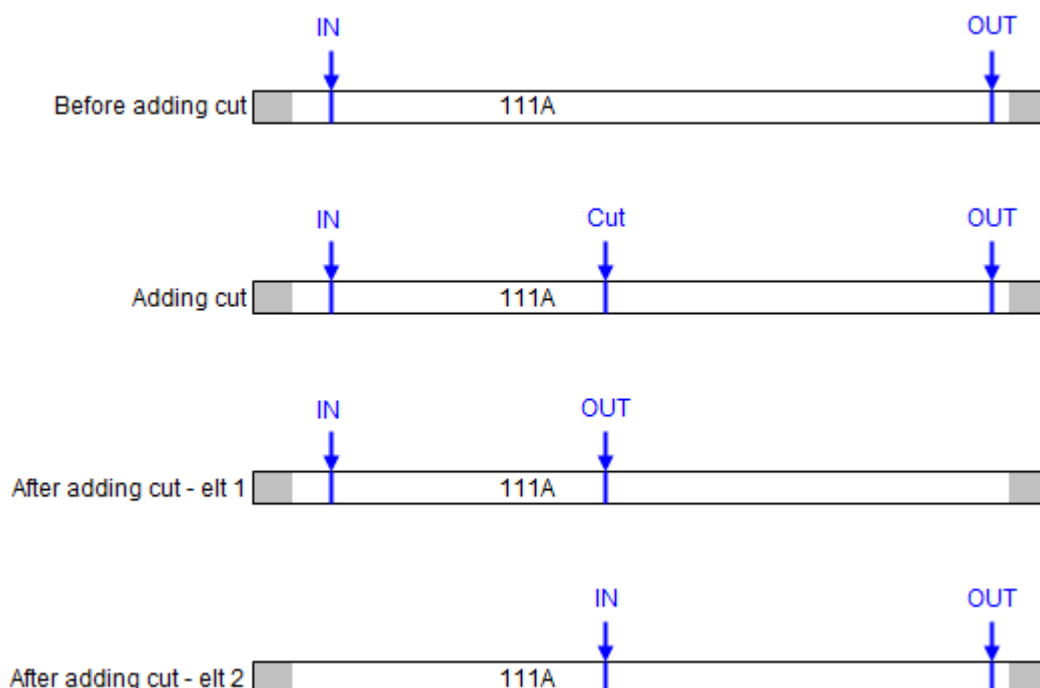 IN OUT
Before adding cut 111A
IN Cut OUT
Adding cut 111A
IN OUT
After adding cut - elt 1 111A
IN OUT
After adding cut - elt 2 111A